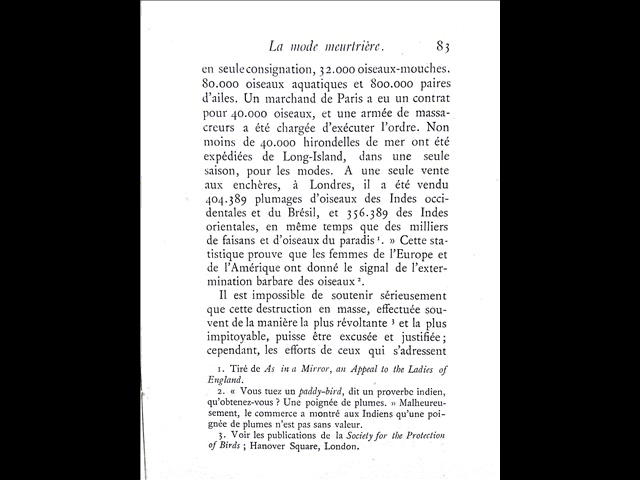 La mode meurtrière. 83
en seule consignation, 32.000 oiseaux-mouches.
80.000 oiseaux aquatiques et 800.000 paires
d'ailes. Un marchand de Paris a eu un contrat
pour 40.000 oiseaux, et une armée de massa-
creurs a été chargée d'exécuter l'ordre. Non
moins de 40.000 hirondelles de mer ont été
expédiées de Long-Island, dans une seule
saison, pour les modes. A une seule vente
aux enchères, à Londres, il a été vendu
404.389 plumages d'oiseaux des Indes occi-
dentales et du Brésil, et 356.389 des Indes
orientales, en même temps que des milliers
de faisans et d'oiseaux du paradis ¹. » Cette sta-
tistique prouve que les femmes de l'Europe et
de l'Amérique ont donné le signal de l'exter-
mination barbare des oiseaux ².
Il est impossible de soutenir sérieusement
que cette destruction en masse, effectuée sou-
vent de la manière la plus révoltante ³ et la plus
impitoyable, puisse être excusée et justifiée ;
cependant, les efforts de ceux qui s'adressent
1. Tiré de As in a Mirror, an Appeal to the Ladies of
England.
2. « Vous tuez un paddy-bird, dit un proverbe indien,
qu'obtenez-vous ? Une poignée de plumes. » Malheureu-
sement, le commerce a montré aux Indiens qu'une poi-
gnée de plumes n'est pas sans valeur.
3. Voir les publications de la Society for the Protection
of Birds ; Hanover Square, London.